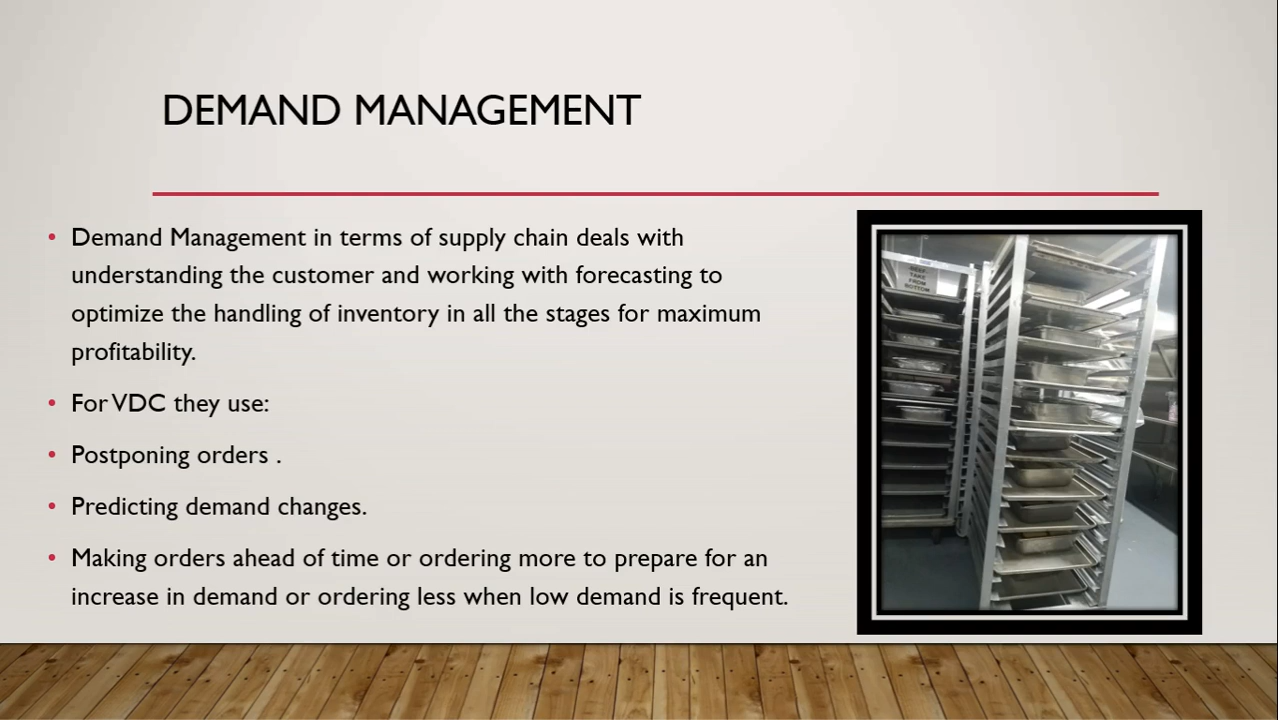 DEMAND MANAGEMENT
• Demand Management in terms of supply chain deals with
understanding the customer and working with forecasting to
optimize the handling of inventory in all the stages for maximum
profitability.
• For VDC they use:
• Postponing orders .
• Predicting demand changes.
• Making orders ahead of time or ordering more to prepare for an
increase in demand or ordering less when low demand is frequent.
TAKE
FROM
BOTTOM